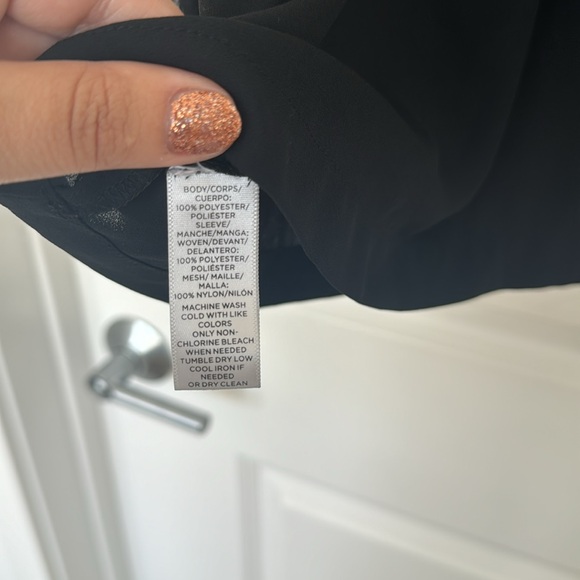 BODY/CORPS/
CUERPO:
100% POLYESTER/
POLIÉSTER
SLEEVE/
MANCHE/MANGA:
WOVEN/DEVANT/
DELANTERO:
100% POLYESTER/
POLIÉSTER
MESH/ MAILLE/
MALLA:
100% NYLON/NILÓN
MACHINE WASH
COLD WITH LIKE
COLORS
ONLY NON-
CHLORINE BLEACH
WHEN NEEDED
TUMBLE DRY LOW
COOL IRON IF
NEEDED
OR DRY CLEAN